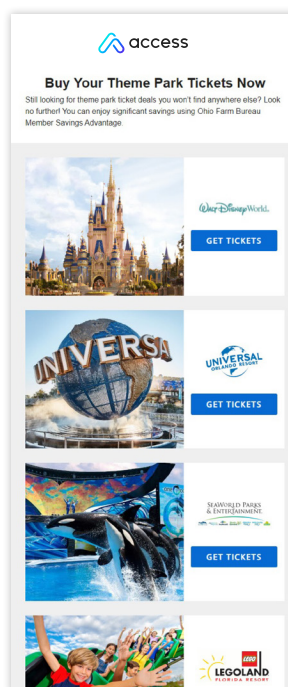 access
Buy Your Theme Park Tickets Now
Still looking for theme park ticket deals you won't find anywhere else? Look
no further! You can enjoy significant savings using Ohio Farm Bureau
Member Savings Advantage.
Walt Disney World.
GET TICKETS
UNIVERSAL
UNIVERSAL
ORLANDO RESORT
GET TICKETS
SEAWORLD PARKS
& ENTERTAINMENT.
GET TICKETS
LEGO
LEGOLAND
FLORIDA RESORT